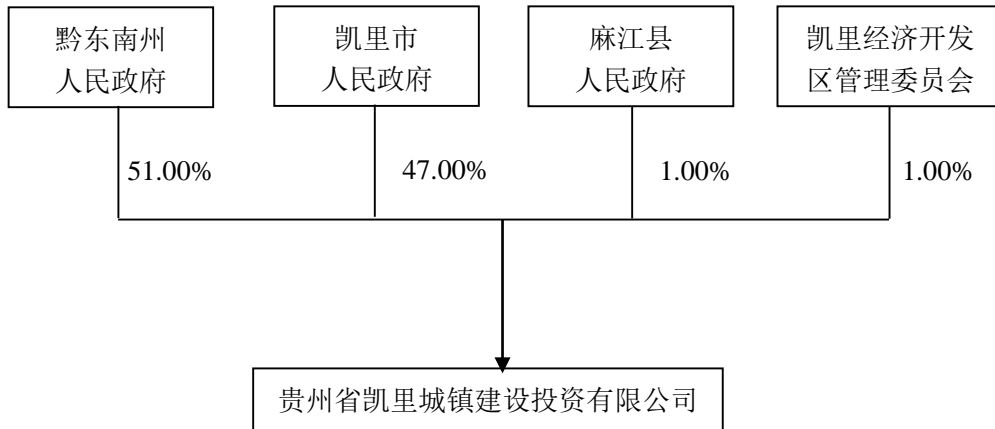 黔东南州
人民政府
凯里市
人民政府
麻江县
人民政府
凯里经济开发
区管理委员会
51.00%
47.00%
1.00%
1.00%
贵州省凯里城镇建设投资有限公司